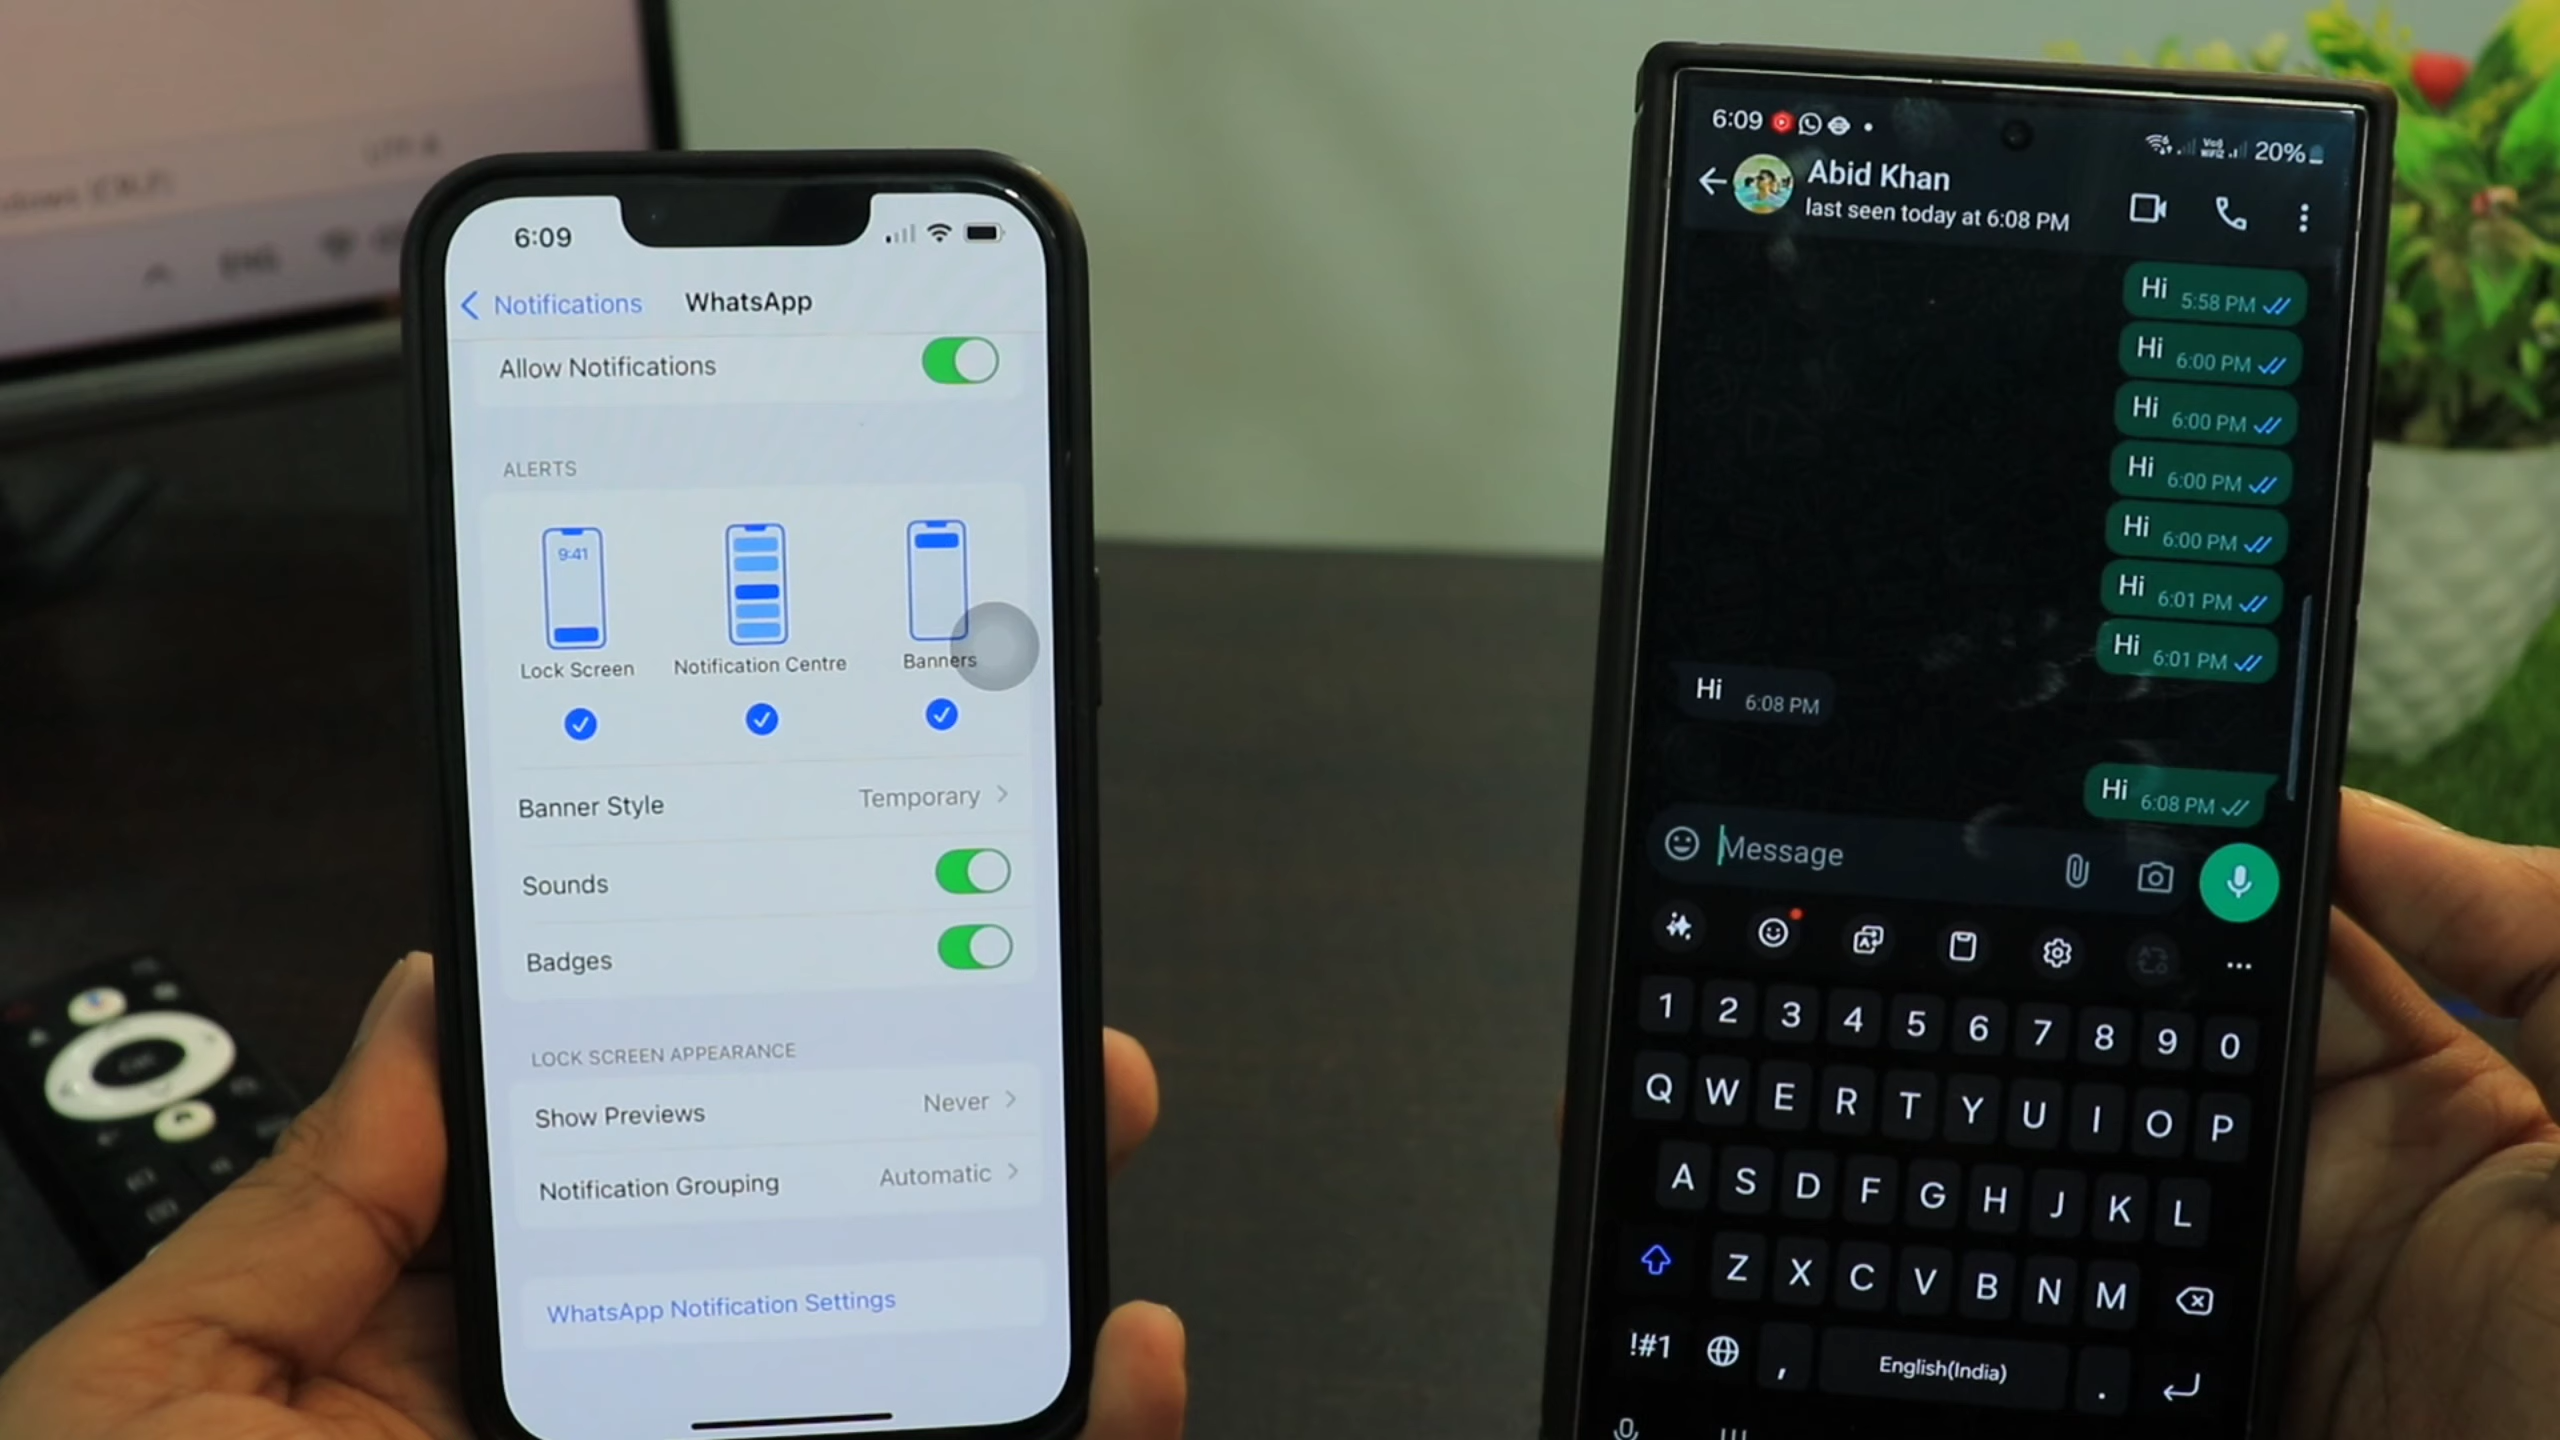 6:09
Notifications WhatsApp
Allow Notifications
ALERTS
9:41
Lock Screen Notification Centre Banners
Banner Style Temporary
Sounds
Badges
LOCK SCREEN APPEARANCE
Show Previews Never
Notification Grouping Automatic
WhatsApp Notification Settings
6:09 20%
Abid Khan
last seen today at 6:08 PM
Hi 5:58 PM
Hi 6:00 PM
Hi 6:00 PM
Hi 6:00 PM
Hi 6:00 PM
Hi 6:01 PM
Hi 6:01 PM
Hi 6:08 PM
Hi 6:08 PM
Message
1 2 3 4 5 6 7 8 9 0
Q W E R T Y U I O P
A S D F G H J K L
Z X C V B N M
!#1 , English(India) .
ENG